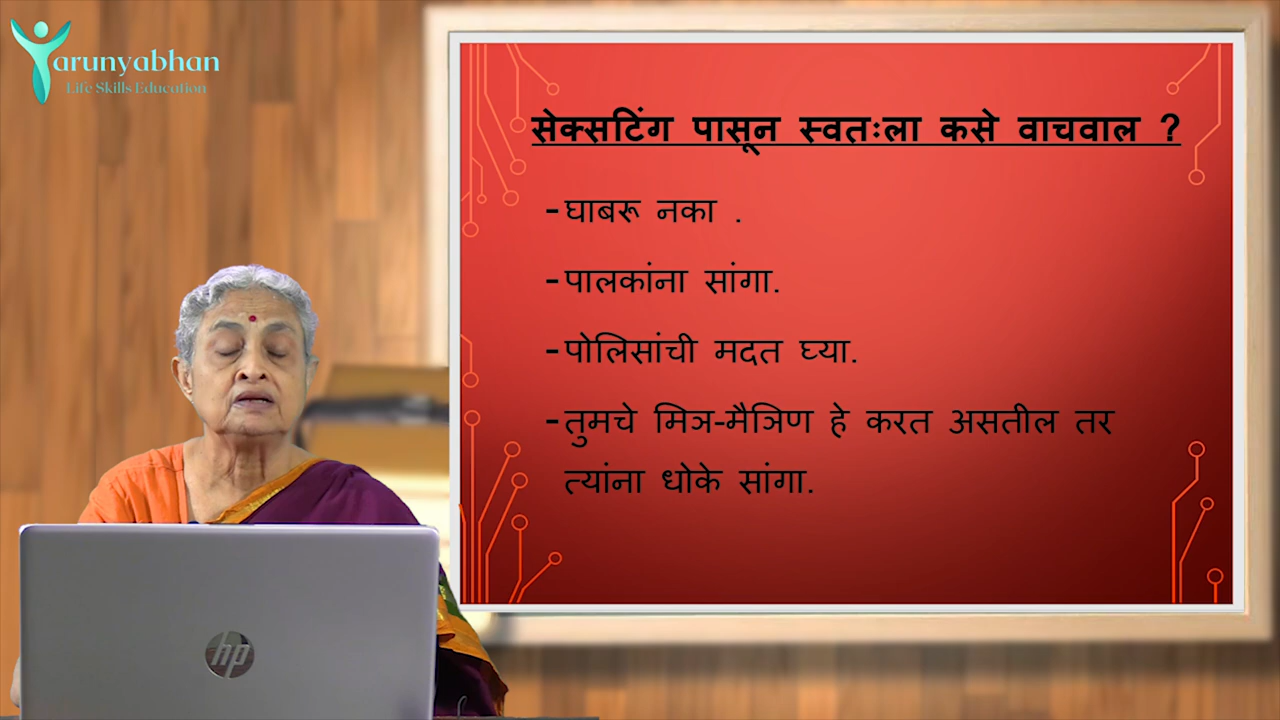 Tarunyabhan
Life Skills Education
सेक्सटिंग पासून स्वतःला कसे वाचवाल ?
-घाबरू नका .
-पालकांना सांगा.
-पोलिसांची मदत घ्या.
-तुमचे मित्र-मैत्रिण हे करत असतील तर
त्यांना धोके सांगा.
hp